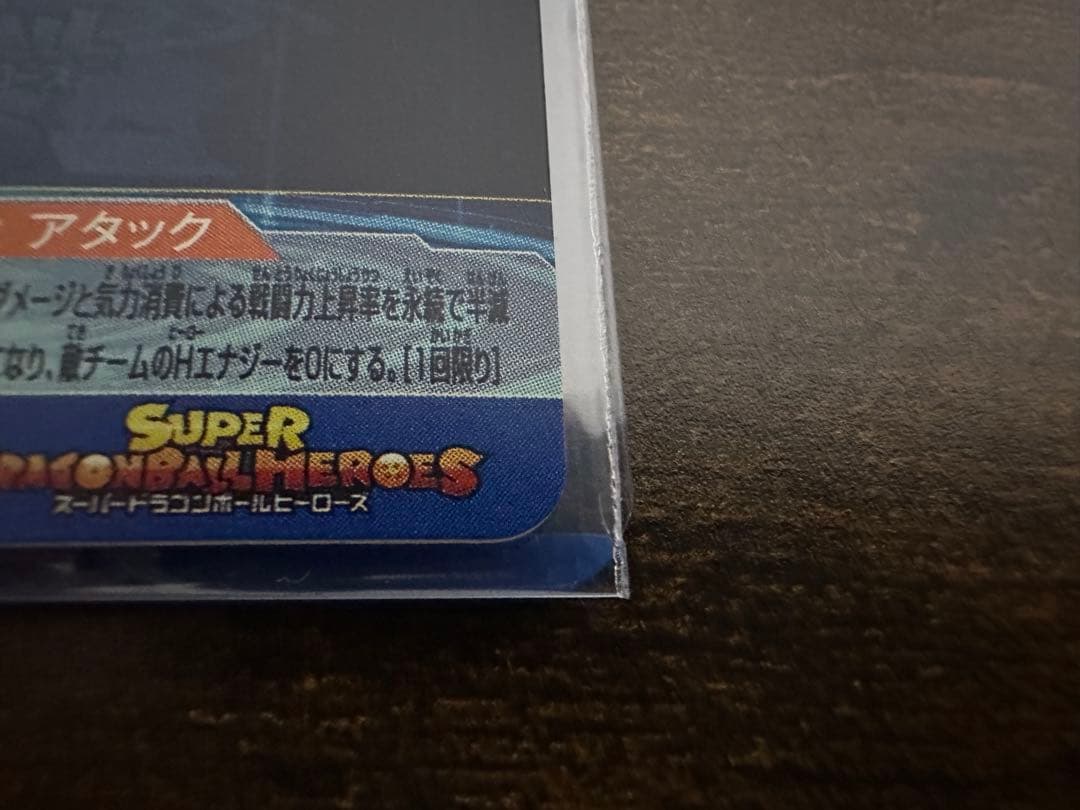 アタック
ダメージと気力消費による戦闘力上昇率を永続で半減
なり、敵チームのHエナジーを0にする。[1回限り]
SUPER
DRAGONBALL HEROES
スーパードラゴンボールヒーローズ